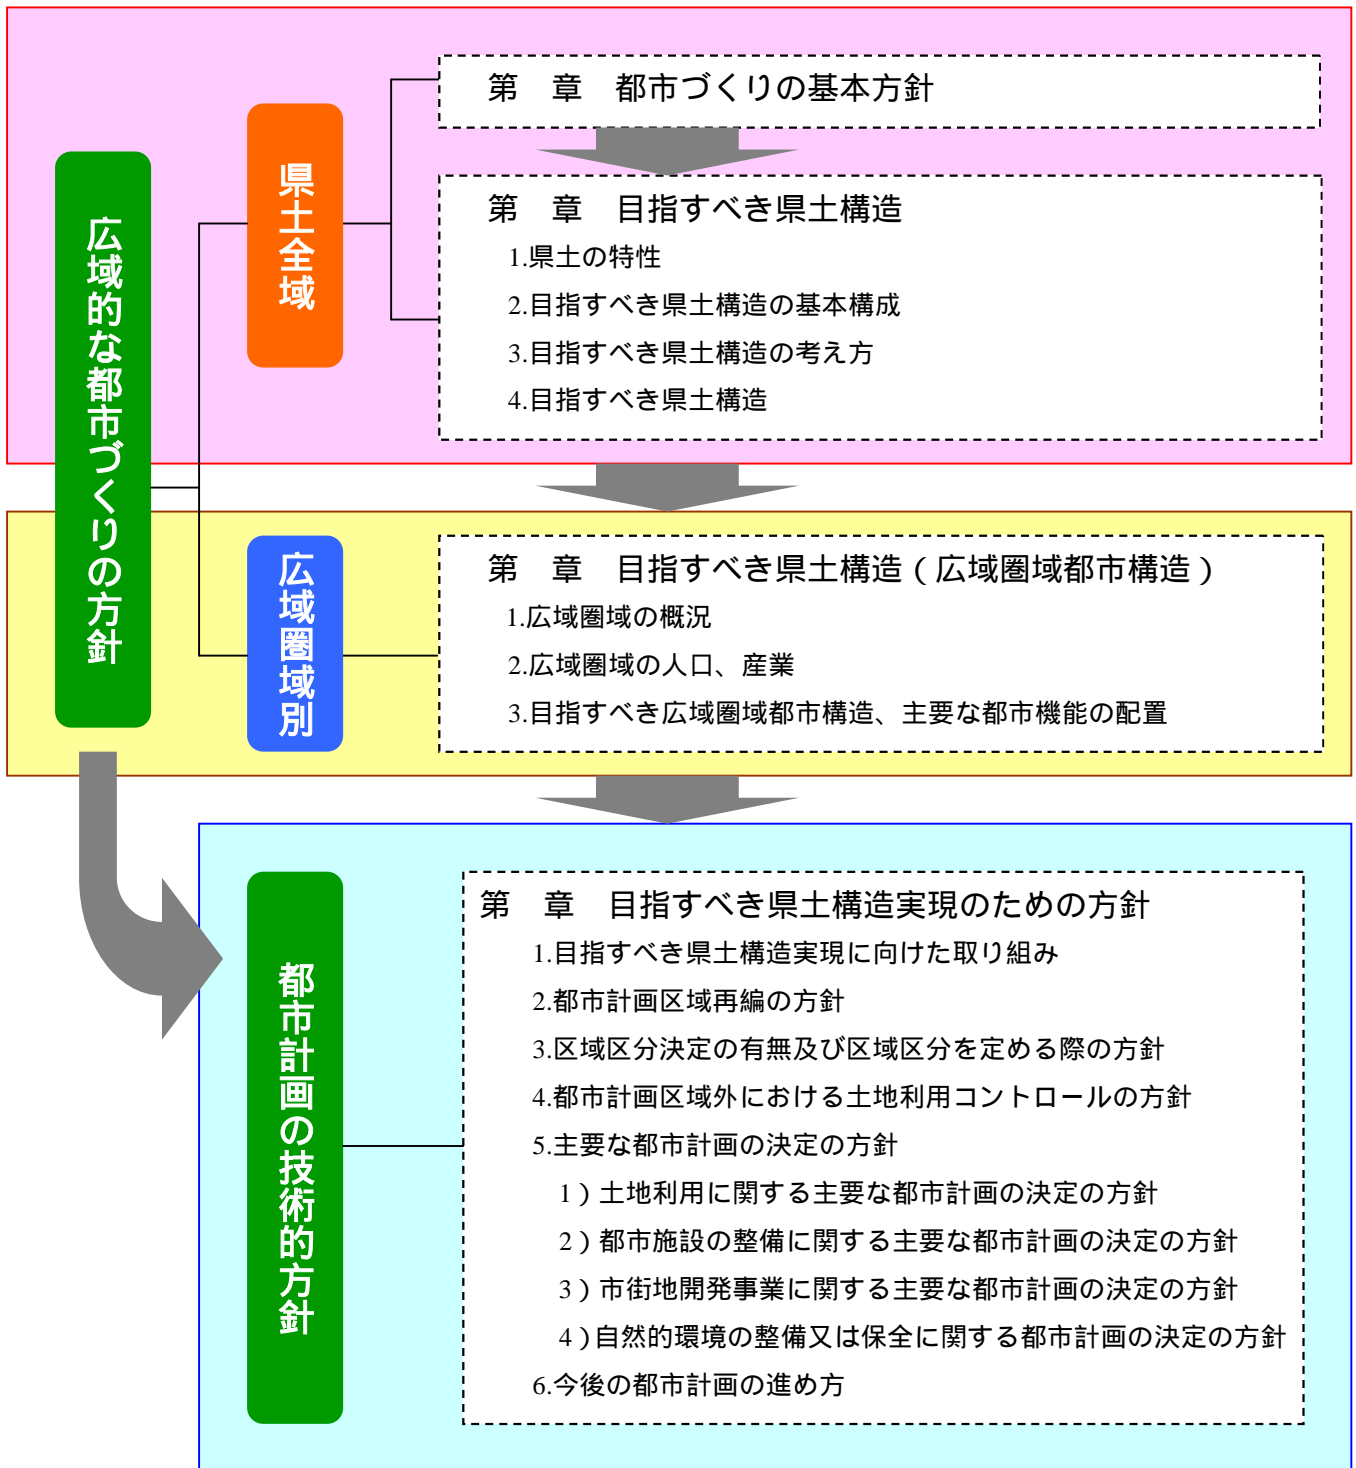 広域的な都市づくりの方針
県土全域
第　章　都市づくりの基本方針
第　章　目指すべき県土構造
1.県土の特性
2.目指すべき県土構造の基本構成
3.目指すべき県土構造の考え方
4.目指すべき県土構造
広域圏域別
第　章　目指すべき県土構造（広域圏域都市構造）
1.広域圏域の概況
2.広域圏域の人口、産業
3.目指すべき広域圏域都市構造、主要な都市機能の配置
都市計画の技術的方針
第　章　目指すべき県土構造実現のための方針
1.目指すべき県土構造実現に向けた取り組み
2.都市計画区域再編の方針
3.区域区分決定の有無及び区域区分を定める際の方針
4.都市計画区域外における土地利用コントロールの方針
5.主要な都市計画の決定の方針
1）土地利用に関する主要な都市計画の決定の方針
2）都市施設の整備に関する主要な都市計画の決定の方針
3）市街地開発事業に関する主要な都市計画の決定の方針
4）自然的環境の整備又は保全に関する都市計画の決定の方針
6.今後の都市計画の進め方